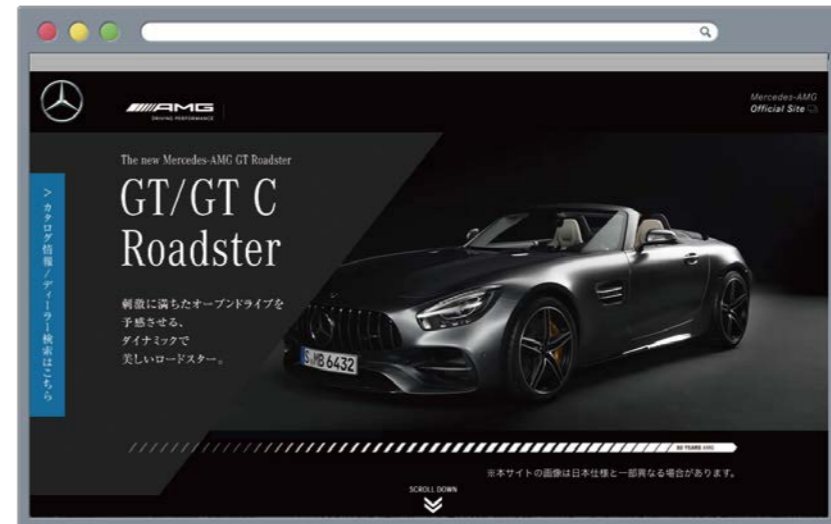 AMG
DRIVING PERFORMANCE
Mercedes-AMG
Official Site
The new Mercedes-AMG GT Roadster
GT/GT C
Roadster
刺激に満ちたオープンドライブを
予感させる、
ダイナミックで
美しいロードスター。
> カタログ情報/ディーラー検索はこちら
S MB 6432
50 YEARS AMG
※本サイトの画像は日本仕様と一部異なる場合があります。
SCROLL DOWN